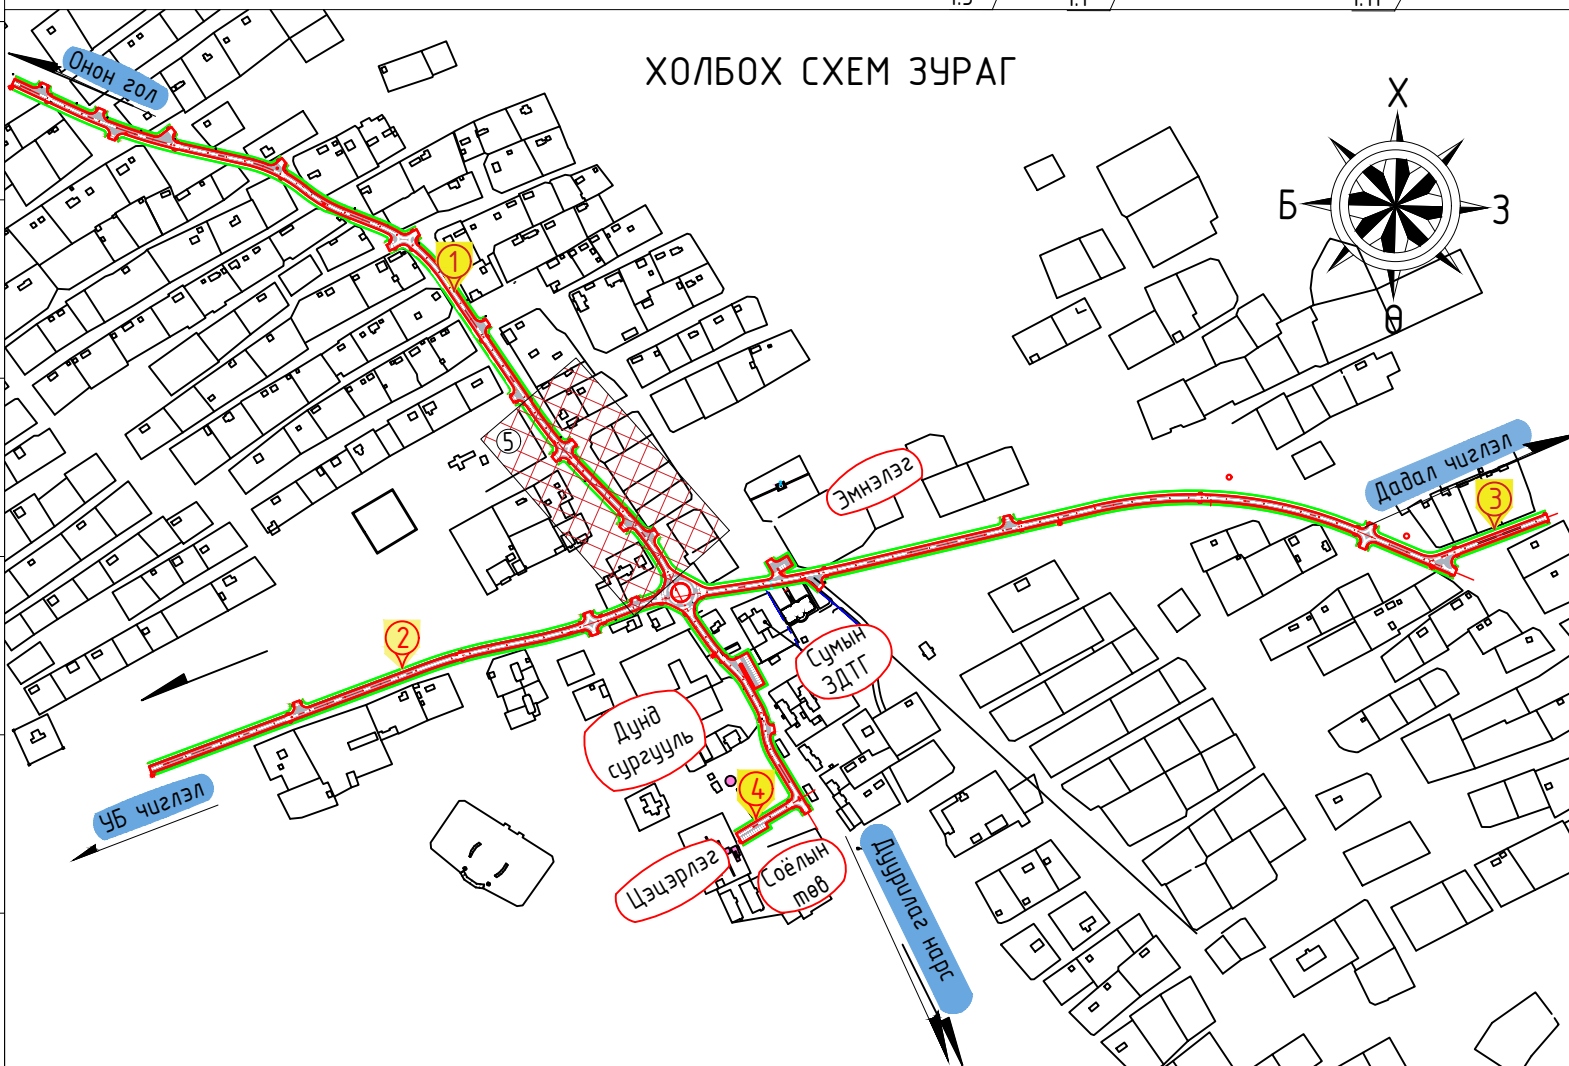 ХОЛБОХ СХЕМ ЗУРАГ
Онон гол
Х
Б
З
Ө
1
5
Эмнэлэг
Дадал чиглэл
3
2
Сумын
ЗДТГ
Дунд
сургууль
4
УБ чиглэл
Цэцэрлэг
Соёлын
төв
Дуурилгал нарс